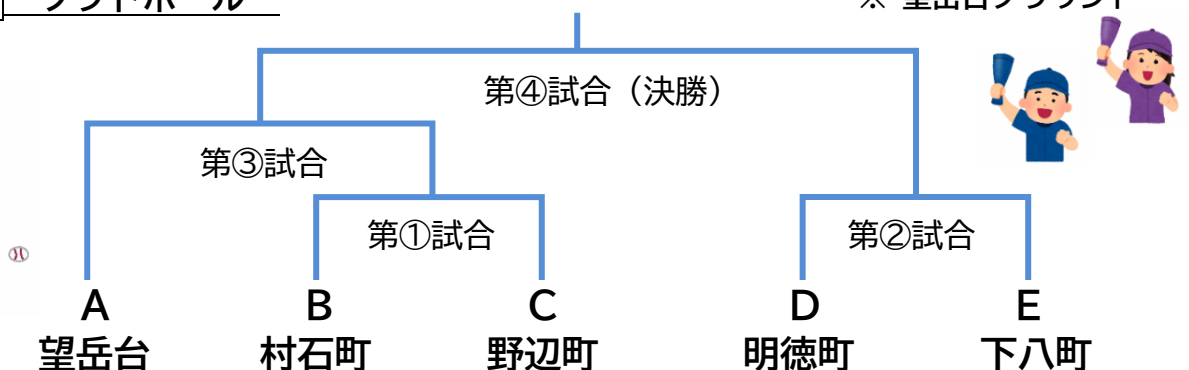 第④試合（決勝）
第③試合
第①試合
第②試合
A B C D E
望岳台 村石町 野辺町 明徳町 下八町